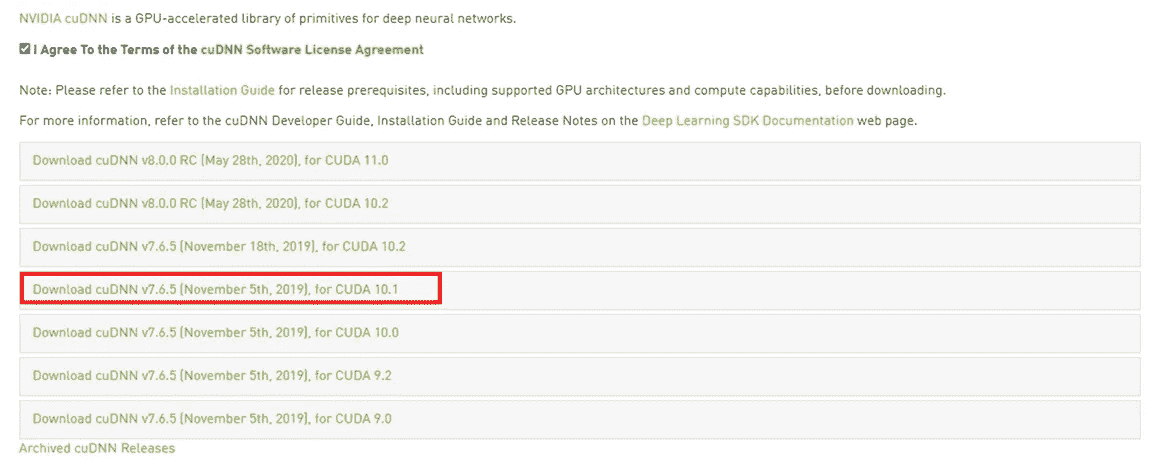 NVIDIA cuDNN is a GPU-accelerated library of primitives for deep neural networks.
I Agree To the Terms of the cuDNN Software License Agreement
Note: Please refer to the Installation Guide for release prerequisites, including supported GPU architectures and compute capabilities, before downloading.
For more information, refer to the cuDNN Developer Guide, Installation Guide and Release Notes on the Deep Learning SDK Documentation web page.
Download cuDNN v8.0.0 RC (May 28th, 2020), for CUDA 11.0
Download cuDNN v8.0.0 RC (May 28th, 2020), for CUDA 10.2
Download cuDNN v7.6.5 (November 18th, 2019), for CUDA 10.2
Download cuDNN v7.6.5 (November 5th, 2019), for CUDA 10.1
Download cuDNN v7.6.5 (November 5th, 2019), for CUDA 10.0
Download cuDNN v7.6.5 (November 5th, 2019), for CUDA 9.2
Download cuDNN v7.6.5 (November 5th, 2019), for CUDA 9.0
Archived cuDNN Releases